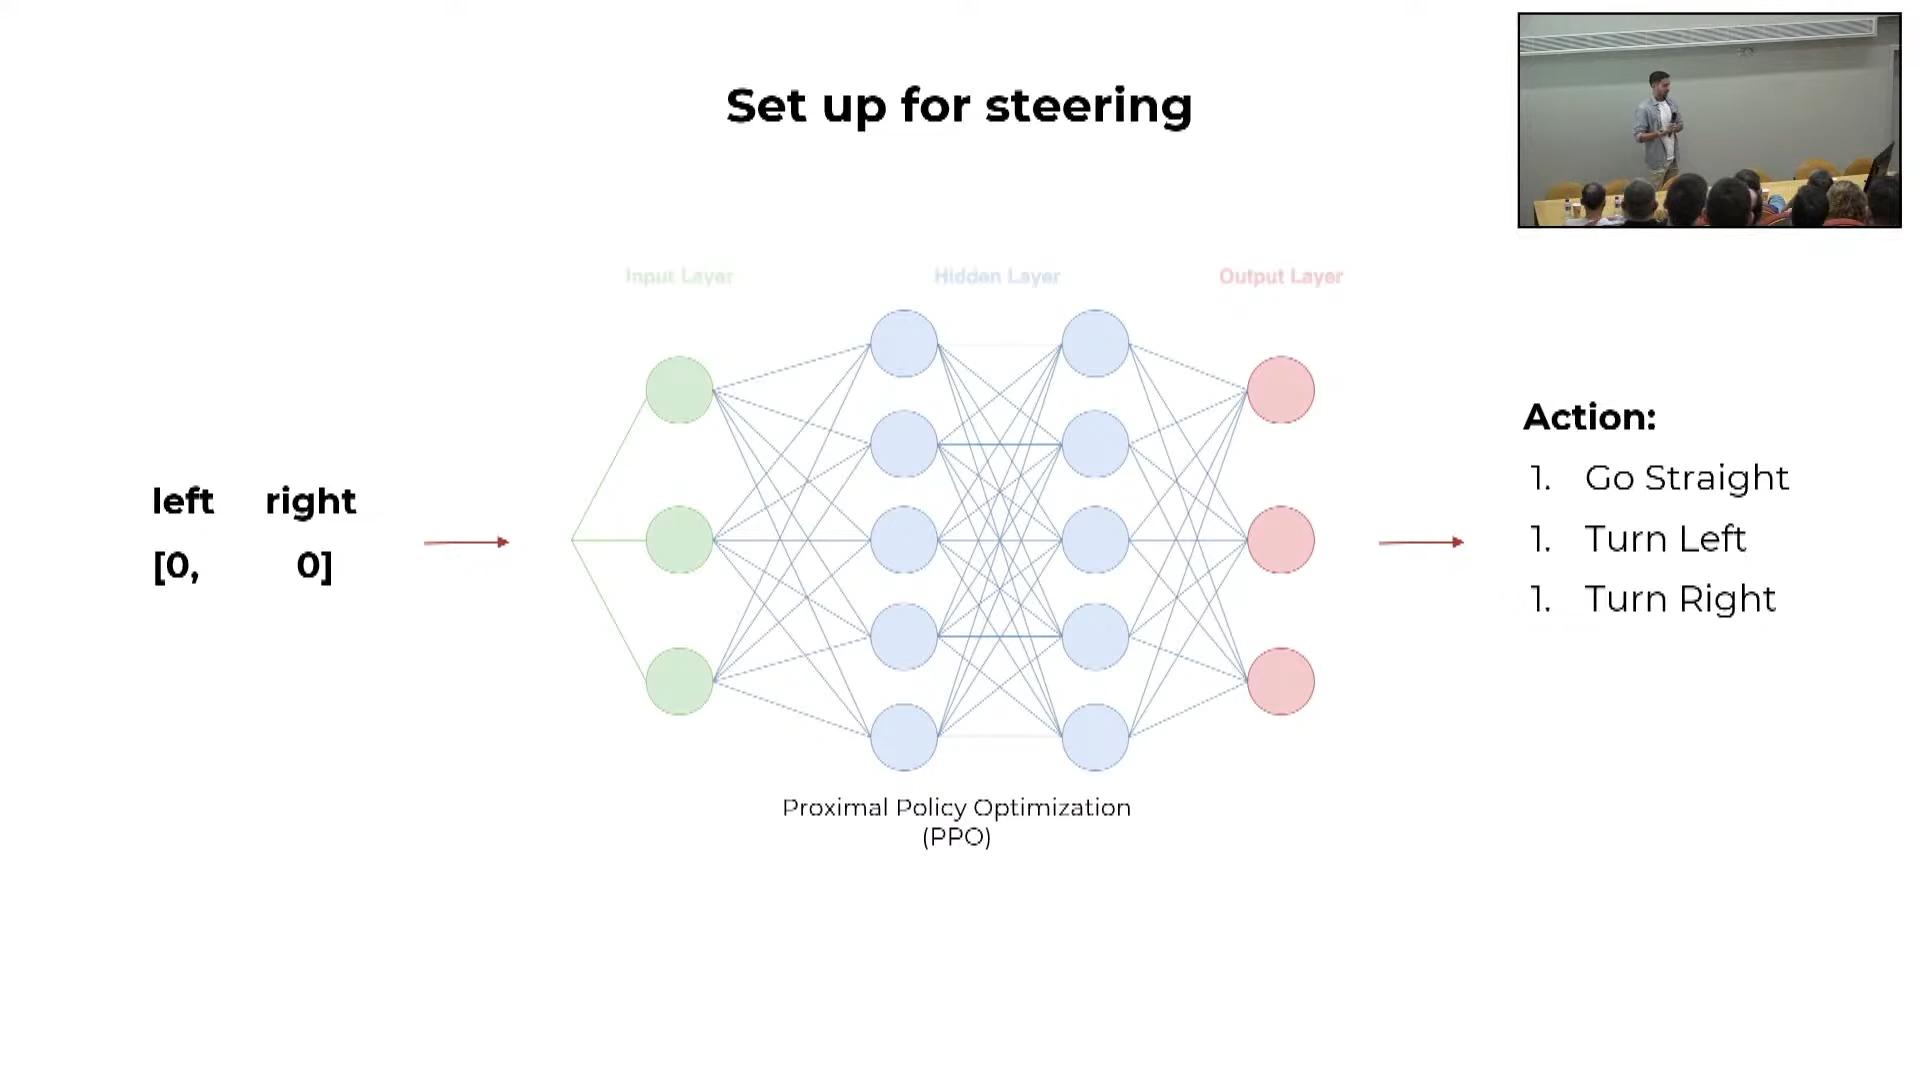 Set up for steering
Input Layer
Hidden Layer
Output Layer
left right
[0, 0]
Action:
1. Go Straight
1. Turn Left
1. Turn Right
Proximal Policy Optimization
(PPO)